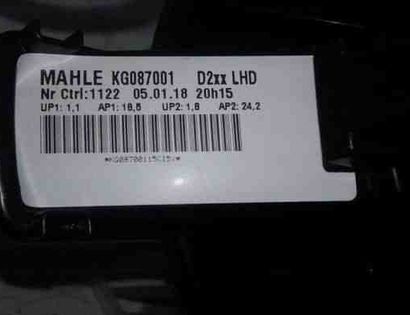 MAHLE KG087001 D2xx LHD
Nr Ctrl:1122 05.01.18 20h15
UP1: 1,1 AP1: 18,5 UP2: 1,8 AP2: 24,2